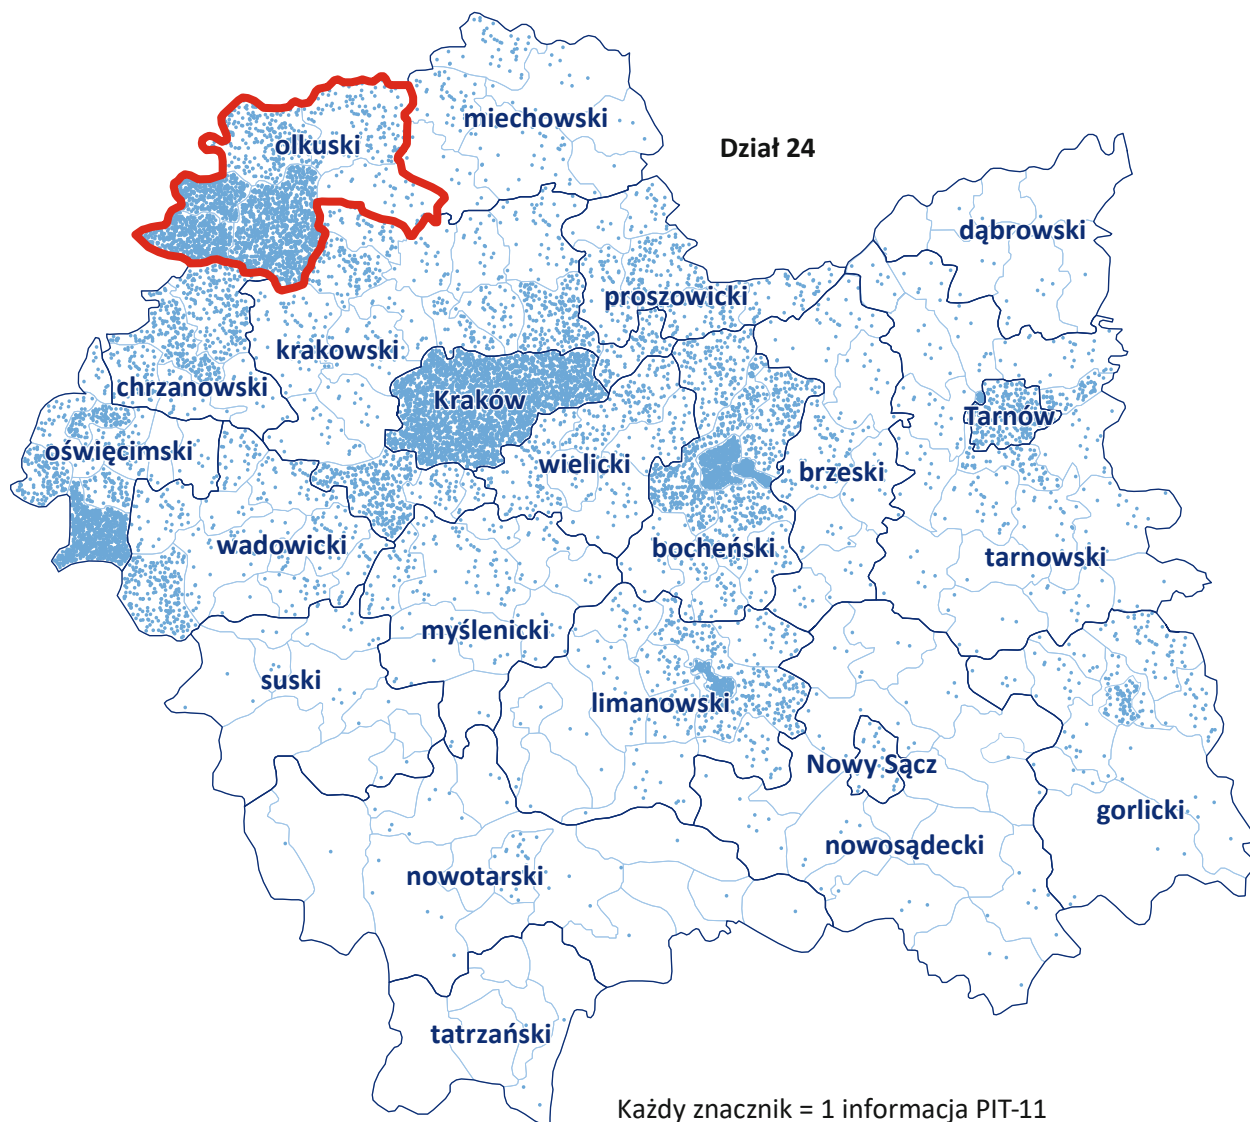 miechowski
olkuski
Dział 24
dąbrowski
proszowicki
krakowski
chrzanowski
Kraków
Tarnów
oświęcimski
wielicki
brzeski
wadowicki
bocheński
tarnowski
myślenicki
suski
limanowski
Nowy Sącz
gorlicki
nowosądecki
nowotarski
tatrzański
Każdy znacznik = 1 informacja PIT-11